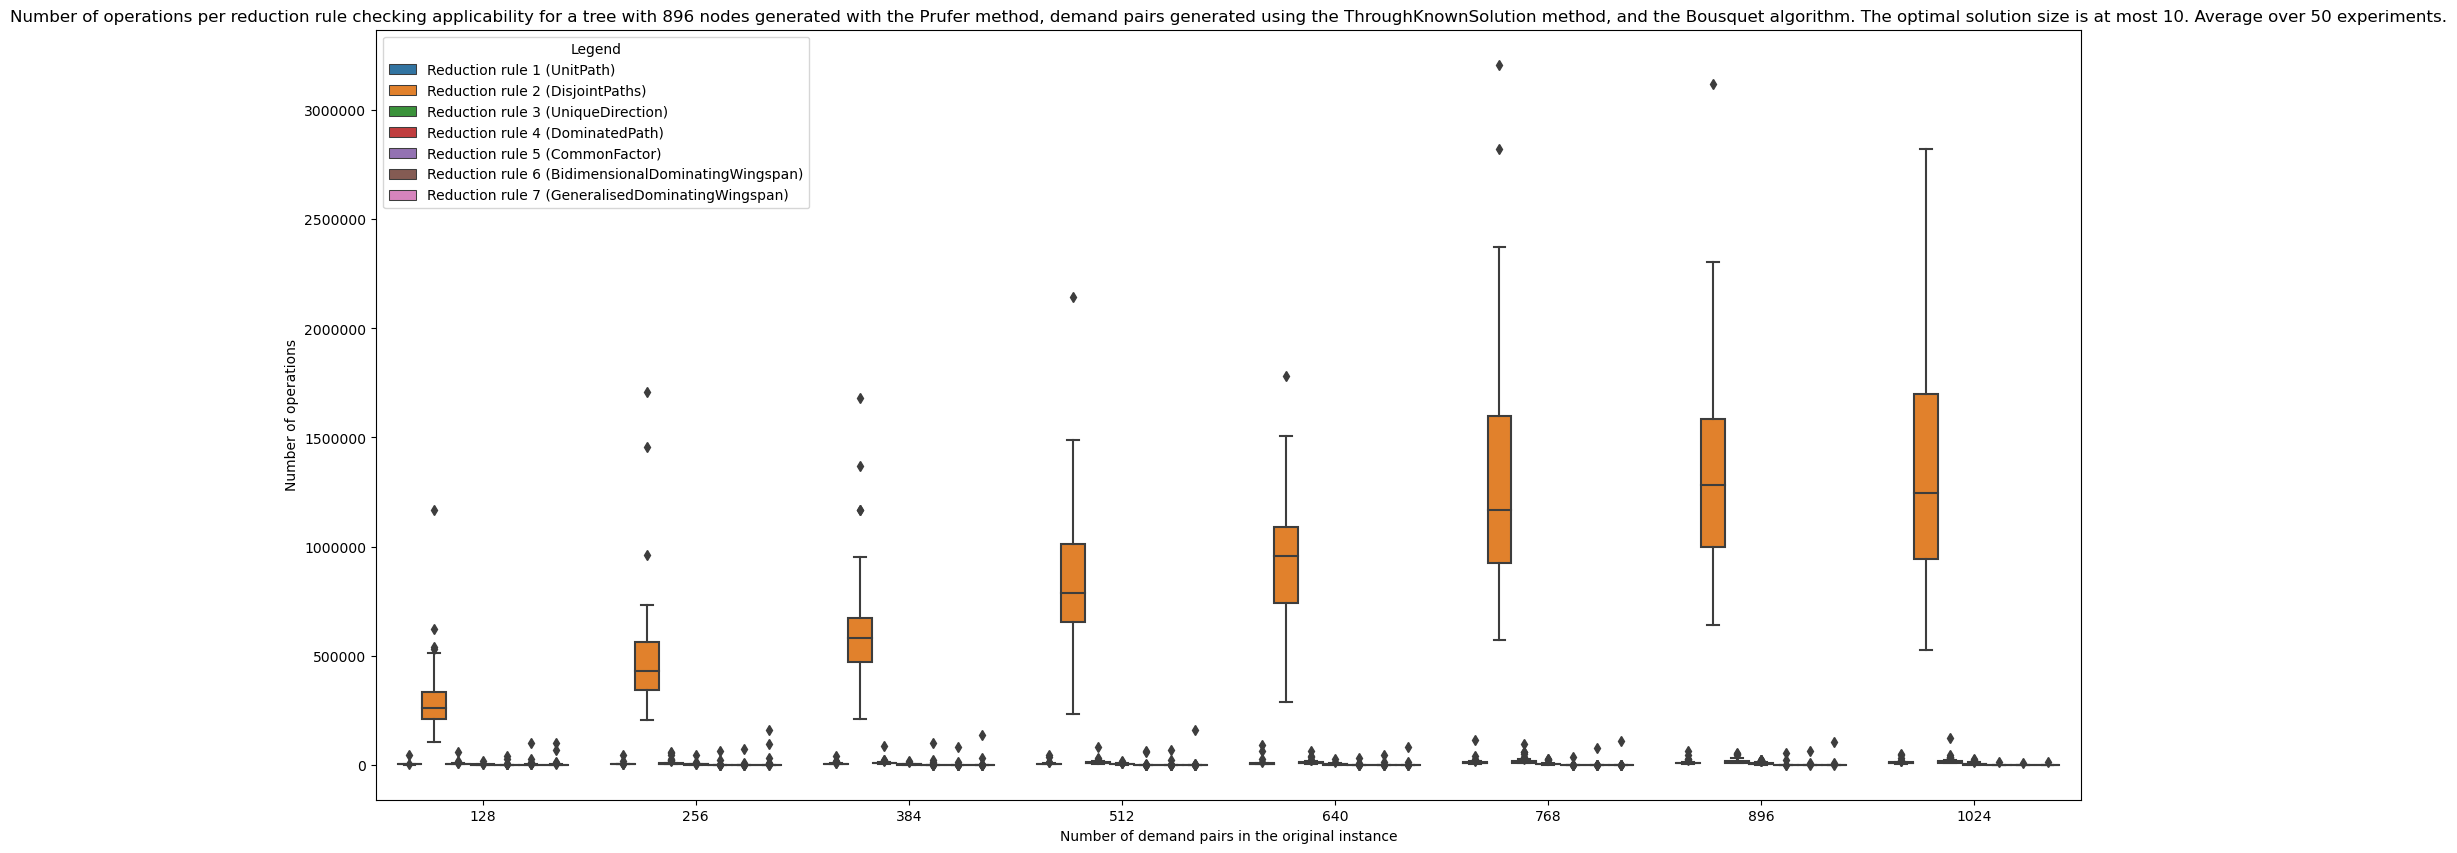 Number of operations per reduction rule checking applicability for a tree with 896 nodes generated with the Prufer method, demand pairs generated using the ThroughKnownSolution method, and the Bousquet algorithm. The optimal solution size is at most 10. Average over 50 experiments.
Legend
Reduction rule 1 (UnitPath)
Reduction rule 2 (DisjointPaths)
Reduction rule 3 (UniqueDirection)
Reduction rule 4 (DominatedPath)
Reduction rule 5 (CommonFactor)
Reduction rule 6 (BidimensionalDominatingWingspan)
Reduction rule 7 (GeneralisedDominatingWingspan)
Number of operations
3000000
2500000
2000000
1500000
1000000
500000
0
128 256 384 512 640 768 896 1024
Number of demand pairs in the original instance